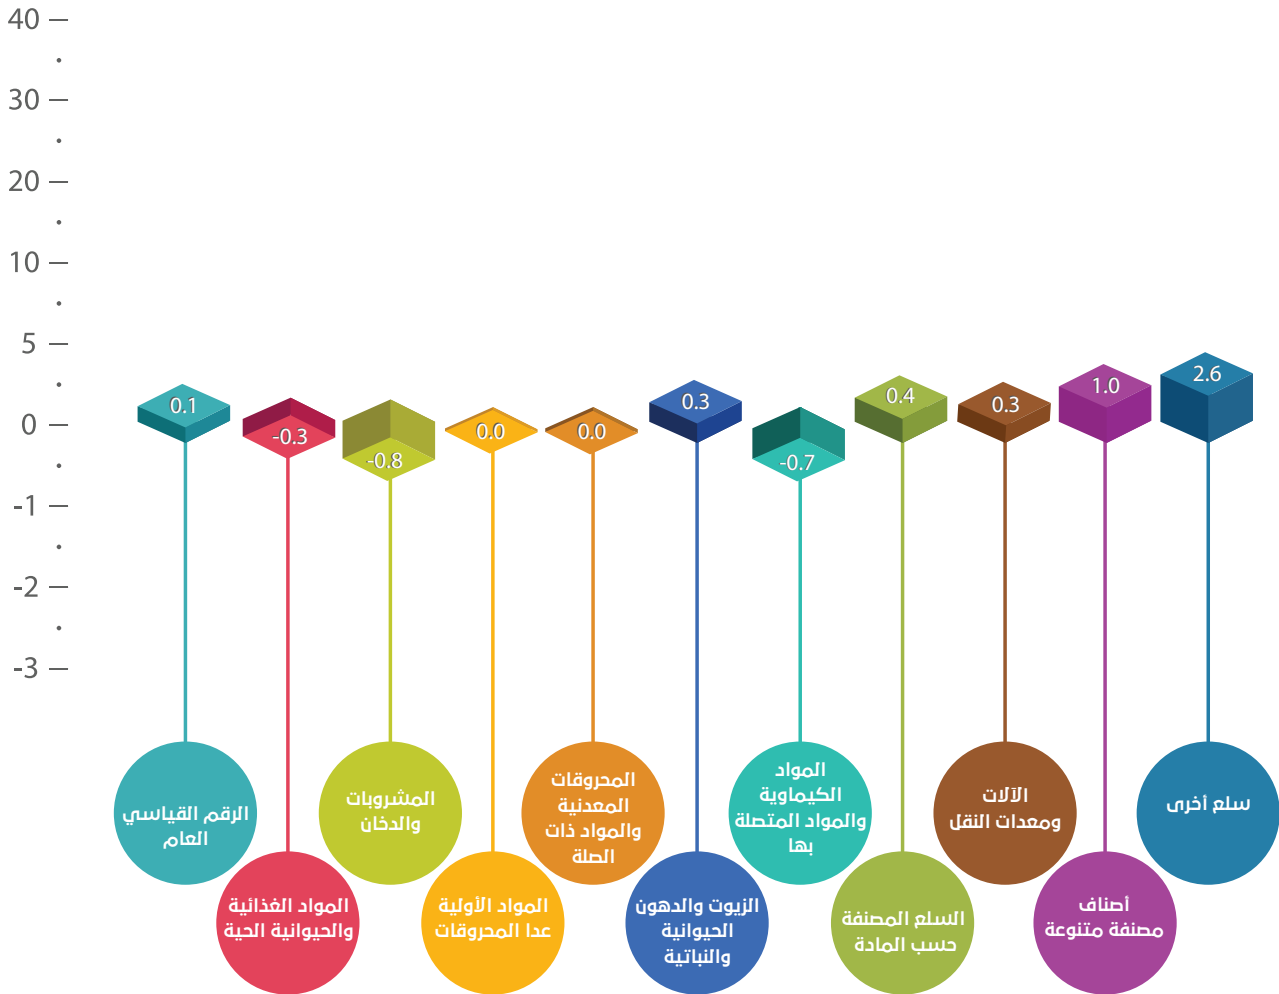 40
30
20
10
5
0
-1
-2
-3
0.1
-0.3
-0.8
0.0
0.0
0.3
-0.7
0.4
0.3
1.0
2.6
الرقم القياسي
العام
المواد الغذائية
والحيوانية الحية
المشروبات
والدخان
المواد الأولية
عدا المحروقات
المحروقات
المعدنية
والمواد ذات
الصلة
الزيوت والدهون
الحيوانية
والنباتية
المواد
الكيماوية
والمواد المتصلة
بها
السلع المصنفة
حسب المادة
الآلات
ومعدات النقل
أصناف
مصنفة متنوعة
سلع أخرى